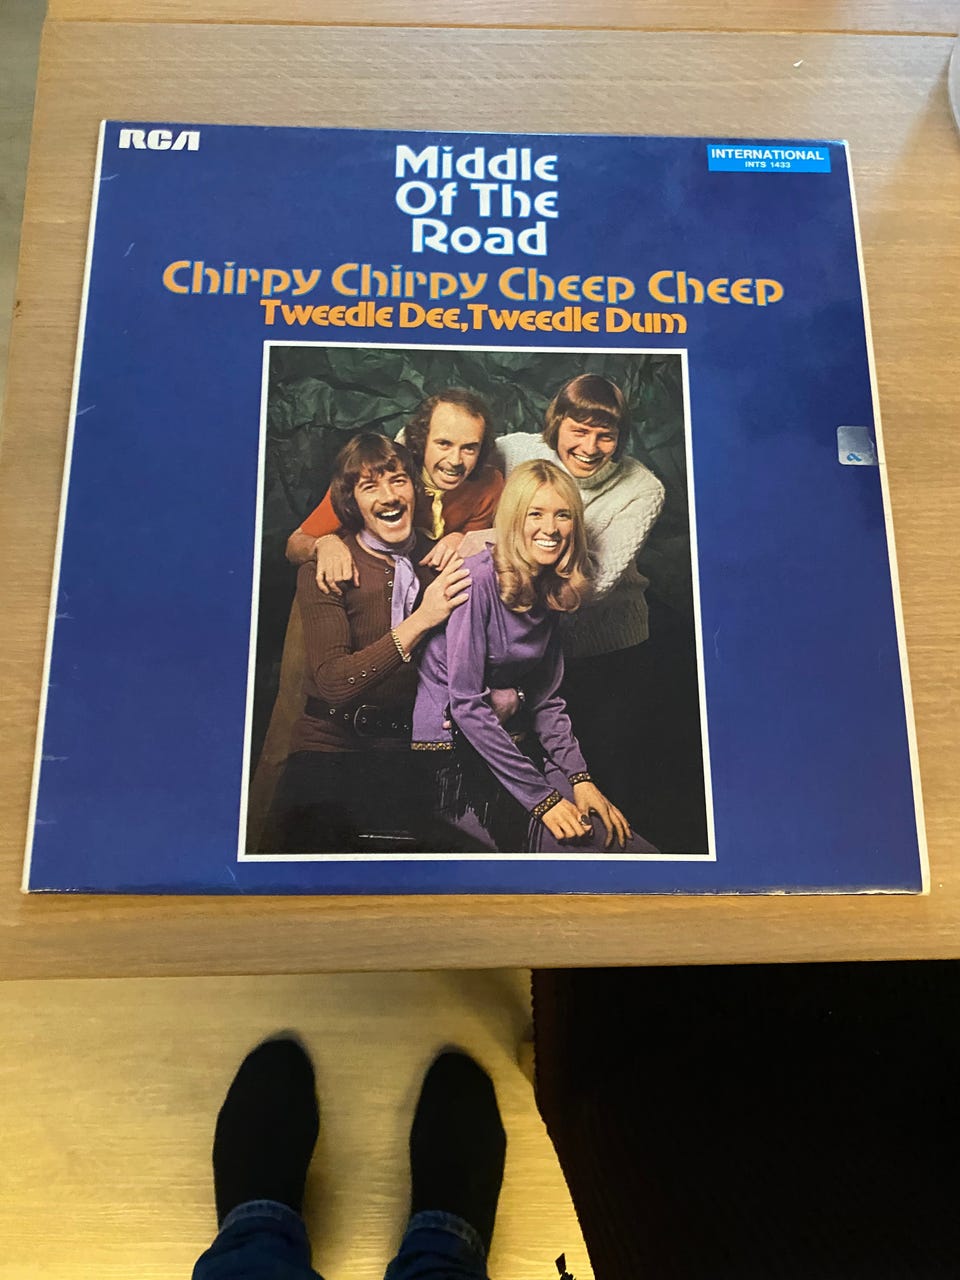 RCA
INTERNATIONAL
INTS 1433
Middle
Of The
Road
Chirpy Chirpy Cheep Cheep
Tweedle Dee, Tweedle Dum